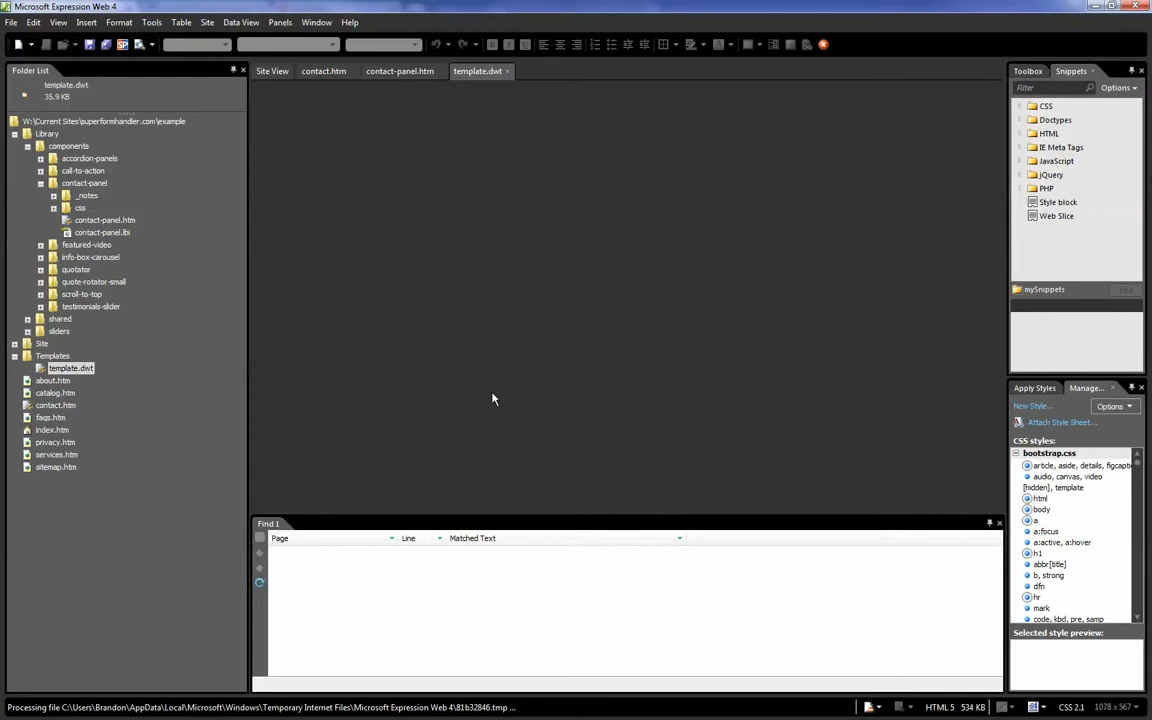 Microsoft Expression Web 4
File Edit View Insert Format Tools Table Site Data View Panels Window Help
Folder List
template.dwt
35.9 KB
W:\Current Sites\superformhandler.com\example
Library
components
accordion-panels
call-to-action
contact-panel
_notes
css
contact-panel.htm
contact-panel.lbi
featured-video
info-box-carousel
quotator
quote-rotator-small
scroll-to-top
testimonials-slider
shared
sliders
Site
Templates
template.dwt
about.htm
catalog.htm
contact.htm
faqs.htm
index.htm
privacy.htm
services.htm
sitemap.htm
Site View contact.htm contact-panel.htm template.dwt
Find 1
Page Line Matched Text
Toolbox Snippets
Filter Options
CSS
Doctypes
HTML
IE Meta Tags
JavaScript
jQuery
PHP
Style block
Web Slice
mySnippets
Apply Styles Manage...
New Style... Options
Attach Style Sheet...
CSS styles:
bootstrap.css
article, aside, details, figcapti
audio, canvas, video
[hidden], template
html
body
a
a:focus
a:active, a:hover
h1
abbr[title]
b, strong
dfn
hr
mark
code, kbd, pre, samp
Selected style preview:
Processing file C:\Users\Brandon\AppData\Local\Microsoft\Windows\Temporary Internet Files\Microsoft\Expression Web 4\81b32846.tmp ... HTML 5 534 KB CSS 2.1 1078 x 567